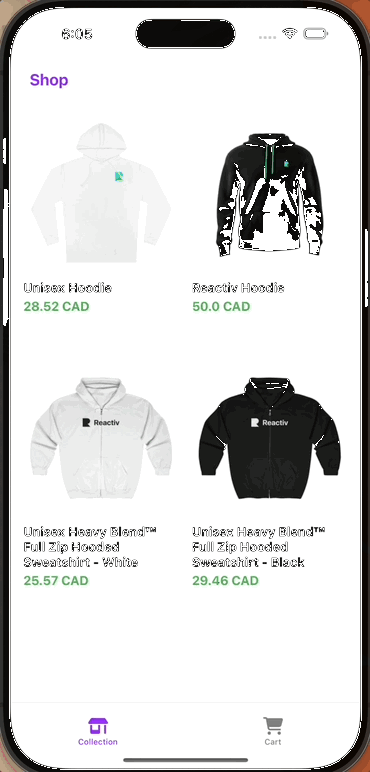 6:05
Shop
Unisex Hoodie
28.52 CAD
Reactiv Hoodie
50.0 CAD
Reactiv
Reactiv
Unisex Heavy Blend™
Full Zip Hooded
Sweatshirt - White
25.57 CAD
Unisex Heavy Blend™
Full Zip Hooded
Sweatshirt - Black
29.46 CAD
Collection
Cart